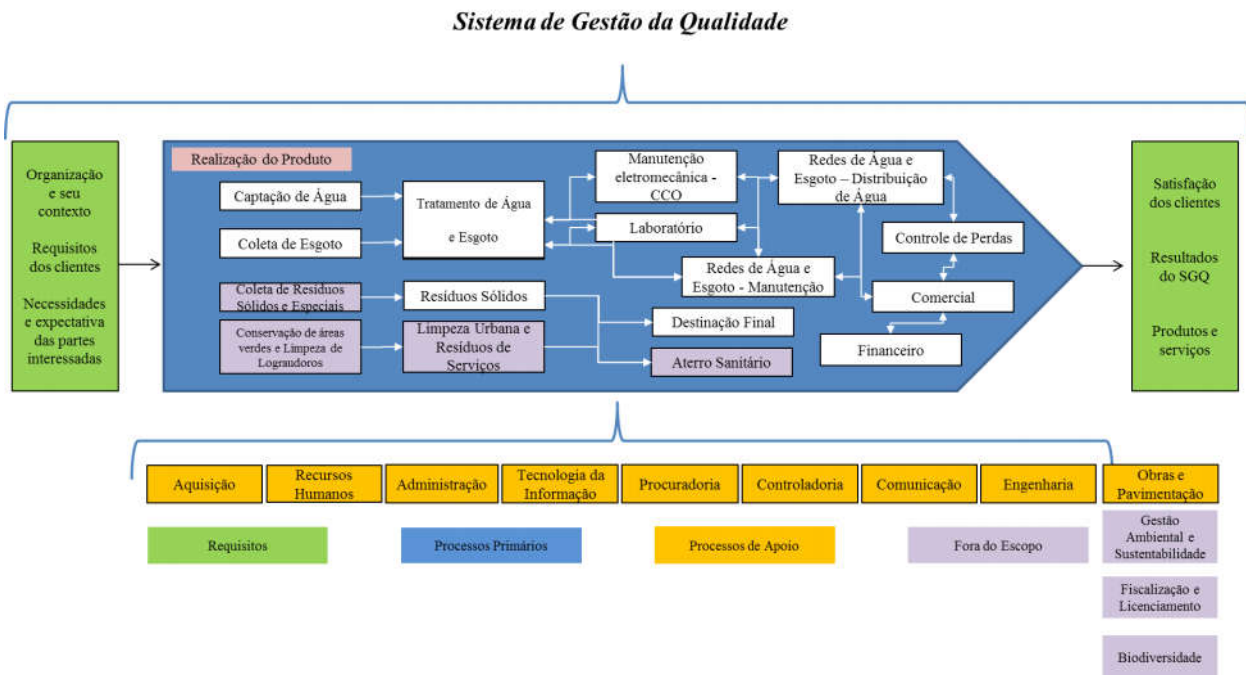 Sistema de Gestão da Qualidade
Organização
e seu
contexto
Requisitos
dos clientes
Necessidades
e expectativa
das partes
interessadas
Realização do Produto
Captação de Água
Coleta de Esgoto
Coleta de Resíduos
Sólidos e Especiais
Conservação de áreas
verdes e Limpeza de
Lograudoros
Tratamento de Água
e Esgoto
Resíduos Sólidos
Limpeza Urbana e
Resíduos de
Serviços
Manutenção
eletromecânica -
CCO
Laboratório
Redes de Água e
Esgoto - Manutenção
Destinação Final
Aterro Sanitário
Redes de Água e
Esgoto – Distribuição
de Água
Controle de Perdas
Comercial
Financeiro
Satisfação
dos clientes
Resultados
do SGQ
Produtos e
serviços
Aquisição
Recursos
Humanos
Administração
Tecnologia da
Informação
Procuradoria
Controladoria
Comunicação
Engenharia
Obras e
Pavimentação
Requisitos
Processos Primários
Processos de Apoio
Fora do Escopo
Gestão
Ambiental e
Sustentabilidade
Fiscalização e
Licenciamento
Biodiversidade